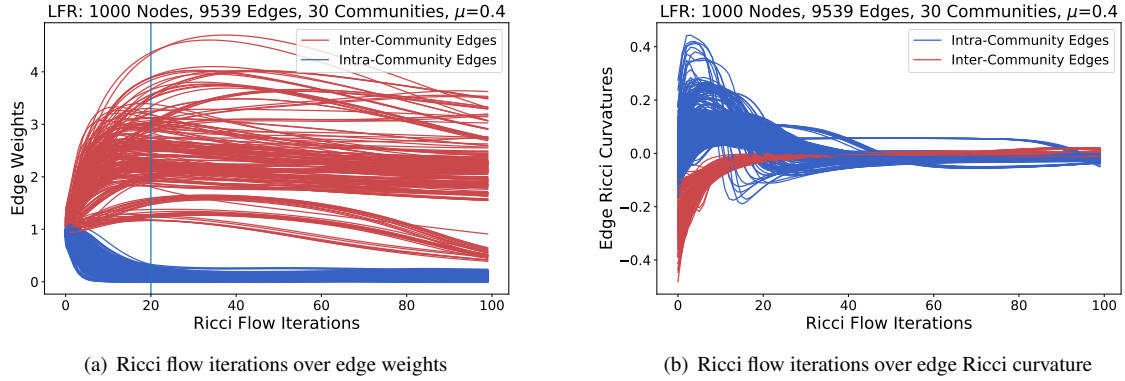 LFR: 1000 Nodes, 9539 Edges, 30 Communities, μ=0.4
Inter-Community Edges
Intra-Community Edges
Edge Weights
4
3
2
1
0
0 20 40 60 80 100
Ricci Flow Iterations
(a) Ricci flow iterations over edge weights
LFR: 1000 Nodes, 9539 Edges, 30 Communities, μ=0.4
Intra-Community Edges
Inter-Community Edges
Edge Ricci Curvatures
0.4
0.2
0.0
−0.2
−0.4
0 20 40 60 80 100
Ricci Flow Iterations
(b) Ricci flow iterations over edge Ricci curvature